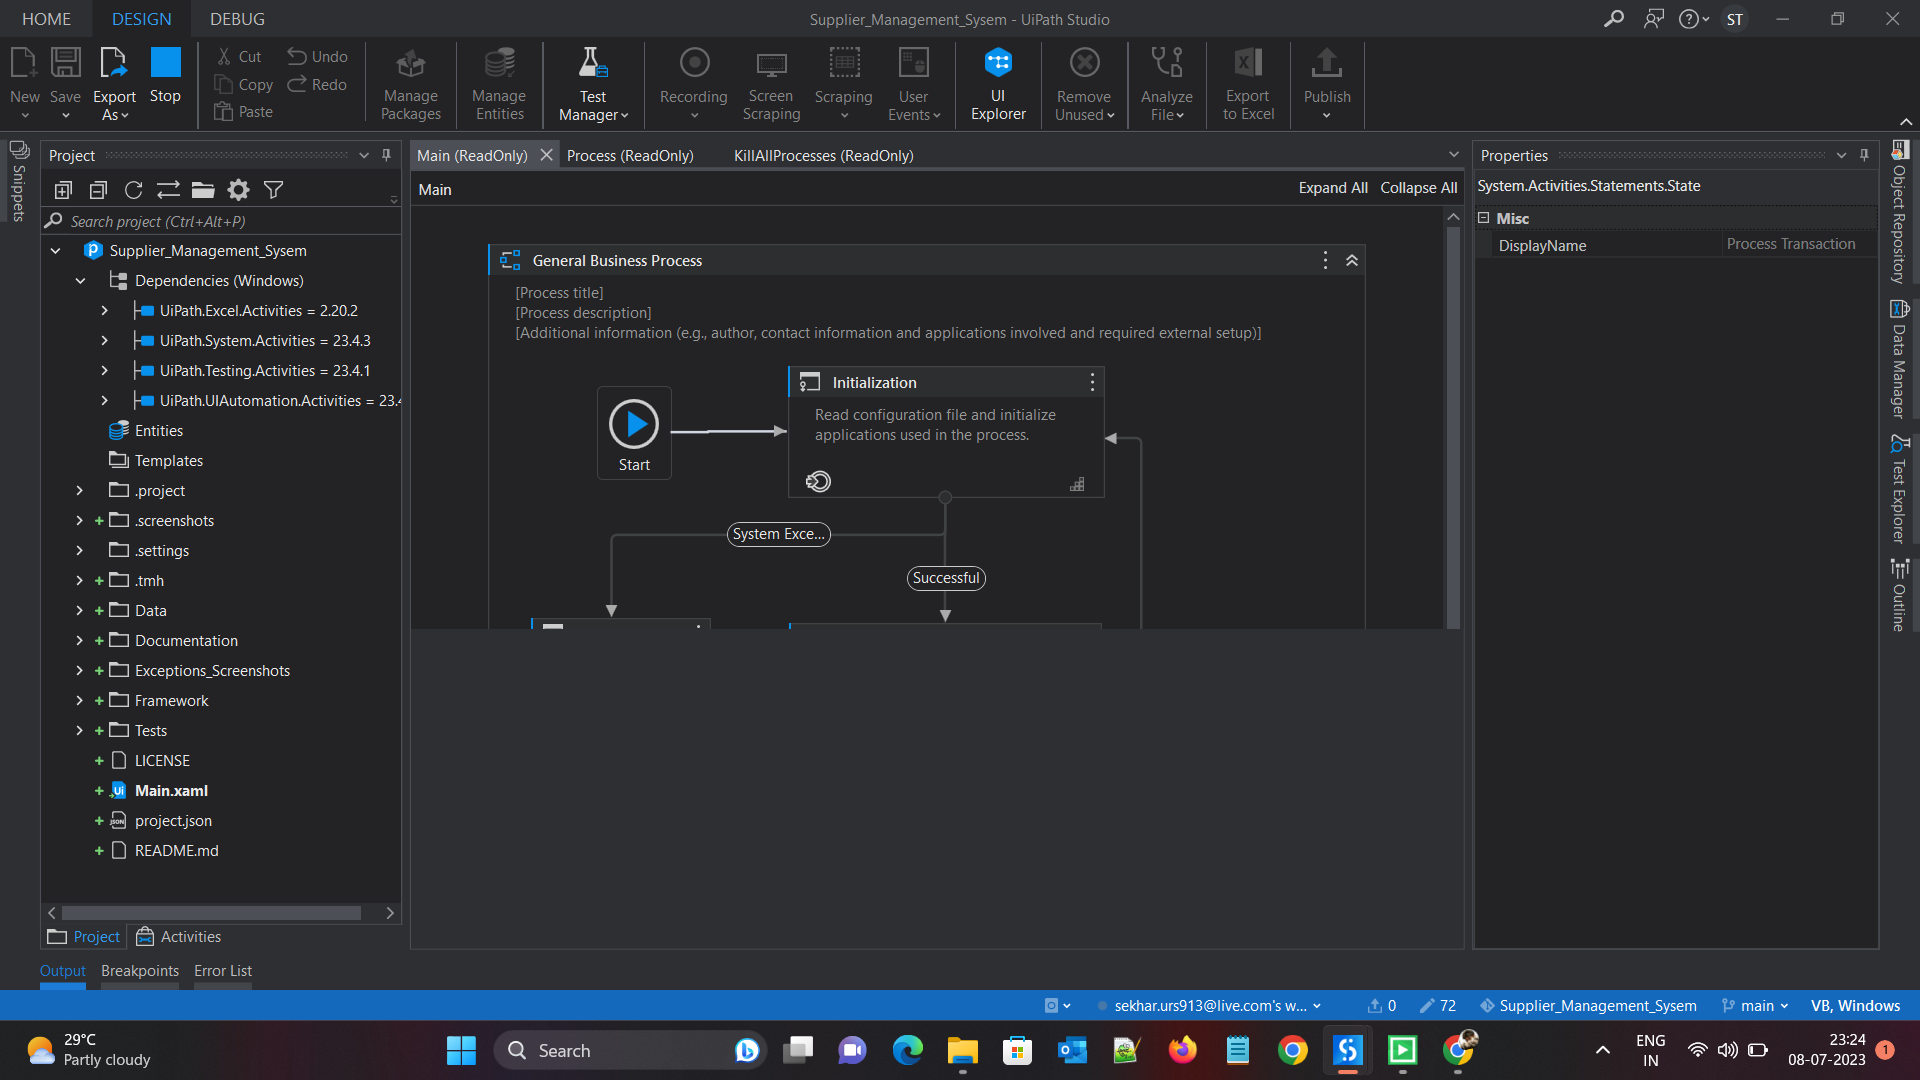 HOME DESIGN DEBUG
Supplier_Management_Sysem - UiPath Studio
ST
New Save Export As Stop
Cut Undo
Copy Redo
Paste
Manage Packages
Manage Entities
Test Manager
Recording
Screen Scraping
Scraping
User Events
UI Explorer
Remove Unused
Analyze File
Export to Excel
Publish
Snippets
Project
Search project (Ctrl+Alt+P)
Supplier_Management_Sysem
Dependencies (Windows)
UiPath.Excel.Activities = 2.20.2
UiPath.System.Activities = 23.4.3
UiPath.Testing.Activities = 23.4.1
UiPath.UIAutomation.Activities = 23.4
Entities
Templates
.project
.screenshots
.settings
.tmh
Data
Documentation
Exceptions_Screenshots
Framework
Tests
LICENSE
Main.xaml
project.json
README.md
Project Activities
Main (ReadOnly) Process (ReadOnly) KillAllProcesses (ReadOnly)
Main
Expand All Collapse All
General Business Process
[Process title]
[Process description]
[Additional information (e.g., author, contact information and applications involved and required external setup)]
Start
Initialization
Read configuration file and initialize
applications used in the process.
System Exce...
Successful
Properties
System.Activities.Statements.State
Misc
DisplayName Process Transaction
Object Repository
Data Manager
Test Explorer
Outline
Output Breakpoints Error List
sekhar.urs913@live.com's w... 0 72 Supplier_Management_Sysem main VB, Windows
29°C
Partly cloudy
Search
ENG
IN
23:24
08-07-2023
1